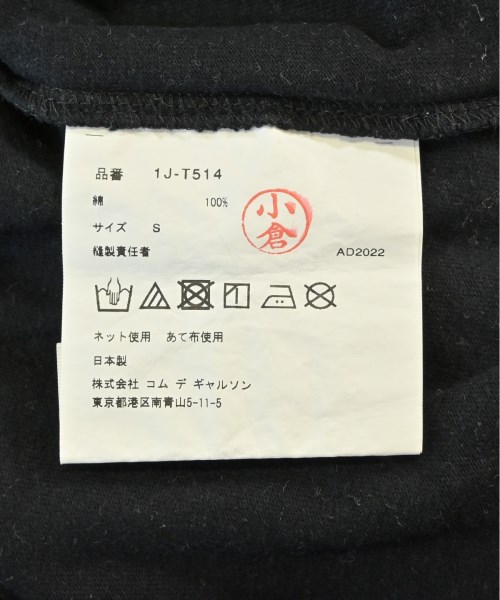 品番 1J-T514
綿 100%
小倉
サイズ S
縫製責任者 AD2022
ネット使用 あて布使用
日本製
株式会社 コム デ ギャルソン
東京都港区南青山5-11-5